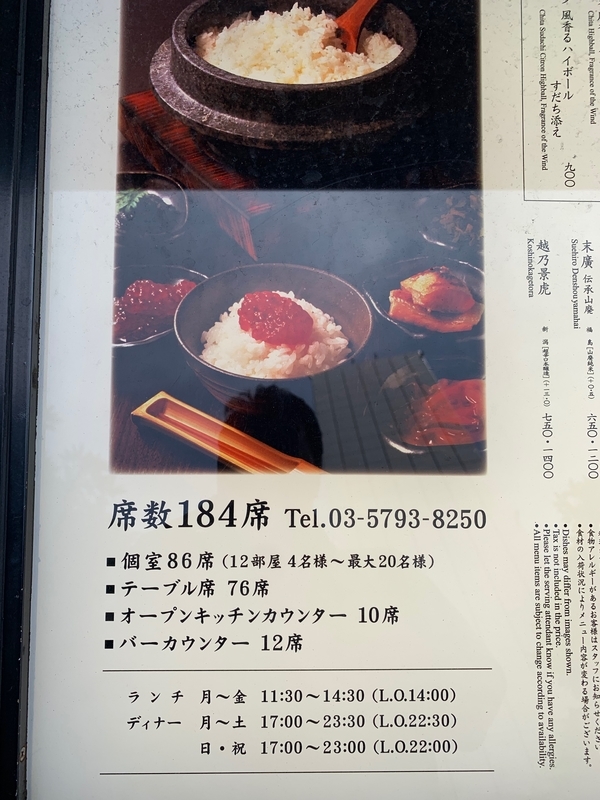 席数184席 Tel.03-5793-8250
■個室86席(12部屋 4名様～最大20名様)
■テーブル席 76席
■オープンキッチンカウンター 10席
■バーカウンター 12席
ランチ 月～金 11:30～14:30(L.O.14:00)
ディナー 月～土 17:00～23:30(L.O.22:30)
日・祝 17:00～23:00(L.O.22:00)
Chita Highball, Fragrance of the Wind
風香るハイボール
すだち添え 九〇〇
Chita Sudachi Citron Highball, Fragrance of the Wind
末廣 伝承山廃 福島 六五〇・一二〇〇
Suehiro Denshouyamahai
越乃景虎 新潟 七五〇・一四〇〇
Koshinokagetora
•食物アレルギーがあるお客様はスタッフにお知らせください。
•食材の入荷状況によりメニュー内容が変わる場合がございます。
•Dishes may differ from images shown.
•Tax is not included in the price.
•Please let the serving attendant know if you have any allergies.
•All menu items are subject to change according to availability.